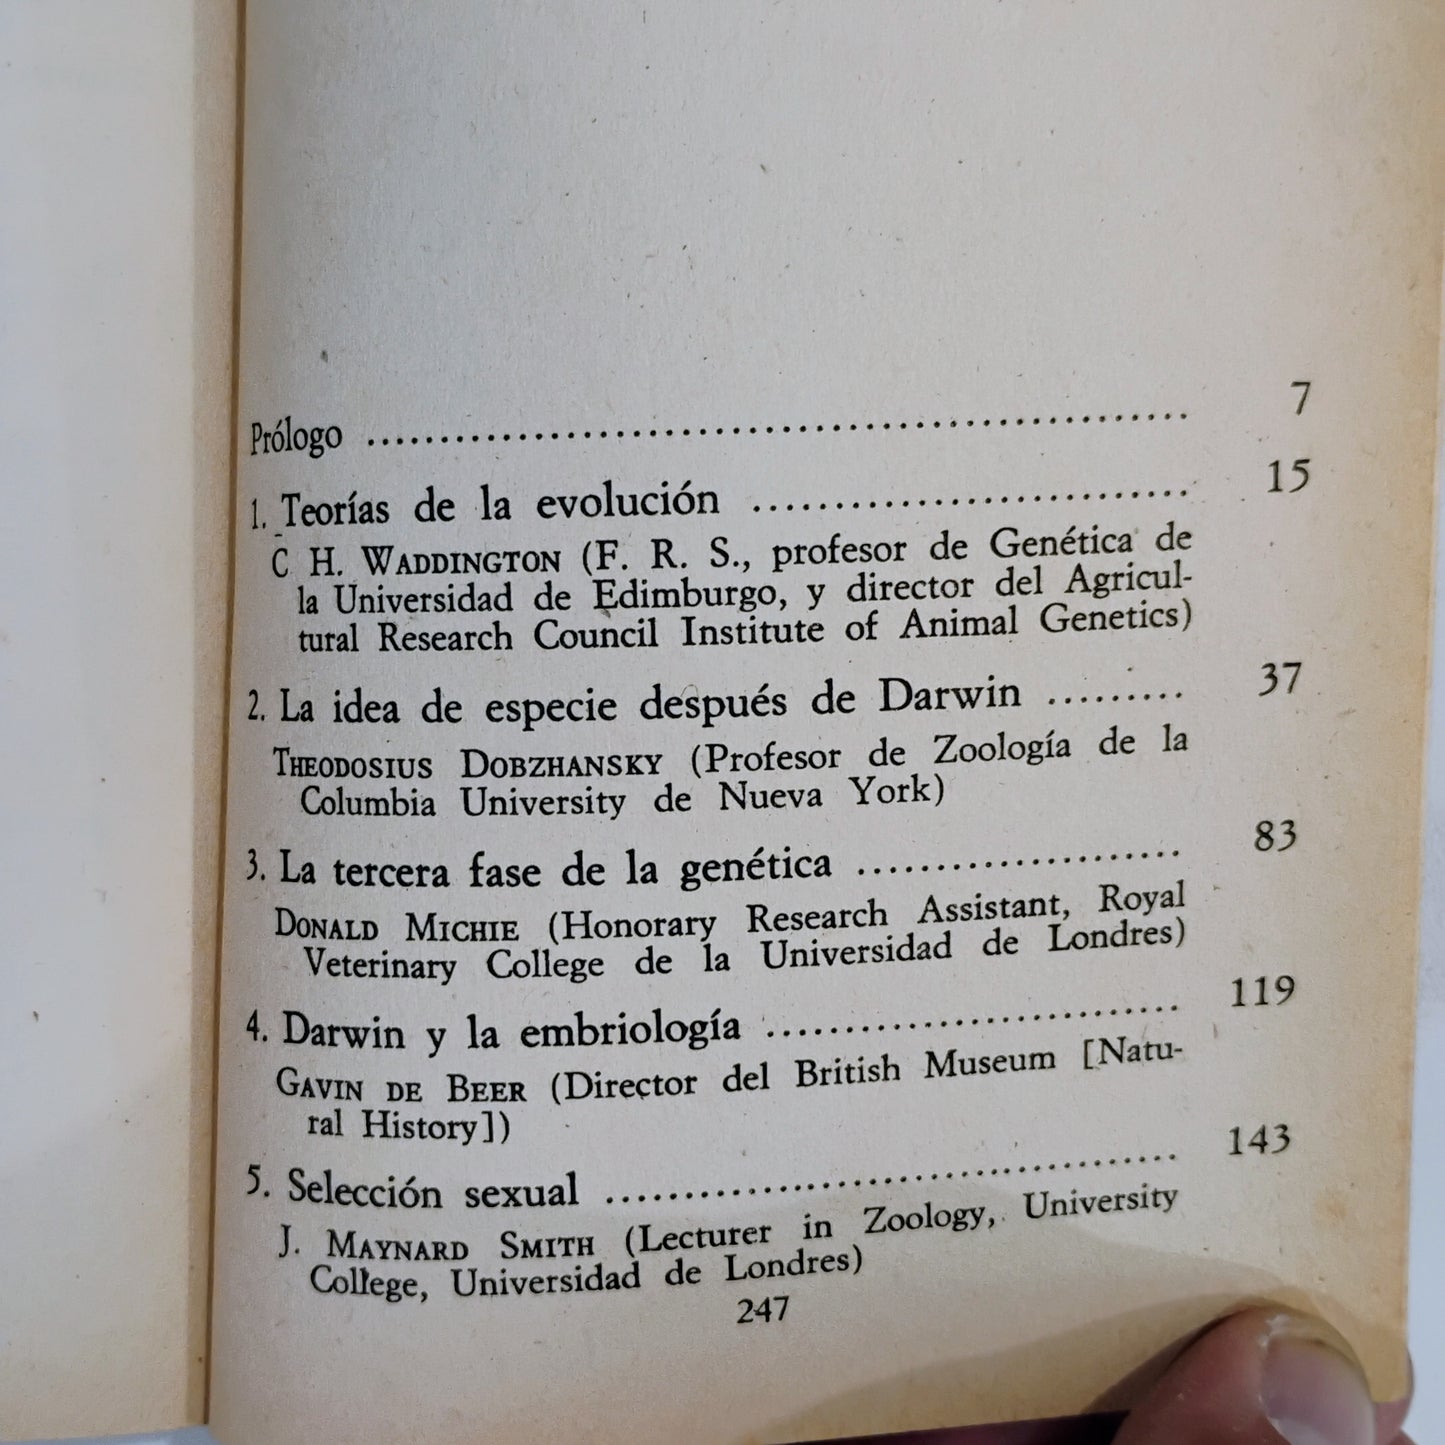 Prólogo ........................................................ 7
1. Teorías de la evolución .............................. 15
C H. WADDINGTON (F. R. S., profesor de Genética de
la Universidad de Edimburgo, y director del Agricul-
tural Research Council Institute of Animal Genetics)
2. La idea de especie después de Darwin ......... 37
THEODOSIUS DOBZHANSKY (Profesor de Zoología de la
Columbia University de Nueva York)
3. La tercera fase de la genética ...................... 83
DONALD MICHIE (Honorary Research Assistant, Royal
Veterinary College de la Universidad de Londres)
4. Darwin y la embriología ............................ 119
GAVIN DE BEER (Director del British Museum [Natu-
ral History])
5. Selección sexual ...................................... 143
J. MAYNARD SMITH (Lecturer in Zoology, University
College, Universidad de Londres)
247